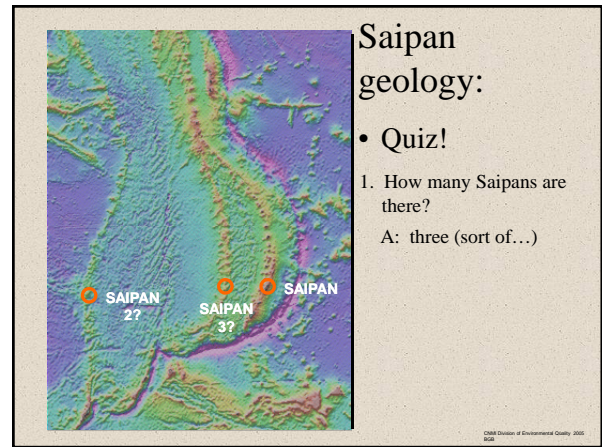 Saipan
geology:
• Quiz!
1. How many Saipans are
there?
A: three (sort of…)
SAIPAN
2?
SAIPAN
3?
SAIPAN
CNMI Division of Environmental Quality 2005
BGB